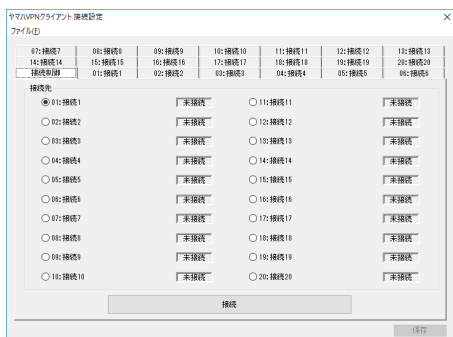 ヤマハVPNクライアント 接続設定
ファイル(F)
07:接続7 08:接続8 09:接続9 10:接続10 11:接続11 12:接続12 13:接続13
14:接続14 15:接続15 16:接続16 17:接続17 18:接続18 19:接続19 20:接続20
接続制御 01:接続1 02:接続2 03:接続3 04:接続4 05:接続5 06:接続6
接続先
01:接続1 未接続 11:接続11 未接続
02:接続2 未接続 12:接続12 未接続
03:接続3 未接続 13:接続13 未接続
04:接続4 未接続 14:接続14 未接続
05:接続5 未接続 15:接続15 未接続
06:接続6 未接続 16:接続16 未接続
07:接続7 未接続 17:接続17 未接続
08:接続8 未接続 18:接続18 未接続
09:接続9 未接続 19:接続19 未接続
10:接続10 未接続 20:接続20 未接続
接続
保存